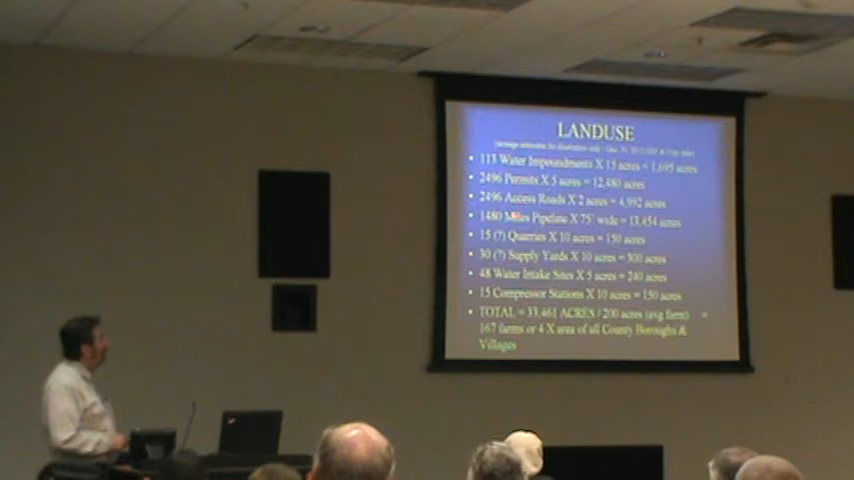 LANDUSE
• 113 Water Impoundments X 15 acres = 1,695 acres
• 2496 Permits X 5 acres = 12,480 acres
• 2496 Access Roads X 2 acres = 4,992 acres
• 1480 Miles Pipeline X 75' wide = 13,454 acres
• 15 (?) Quarries X 10 acres = 150 acres
• 30 (?) Supply Yards X 10 acres = 300 acres
• 48 Water Intake Sites X 5 acres = 240 acres
• 15 Compressor Stations X 10 acres = 150 acres
• TOTAL = 33,461 ACRES / 200 acres (avg farm) =
167 farms or 4 X area of all County Boroughs &
Villages